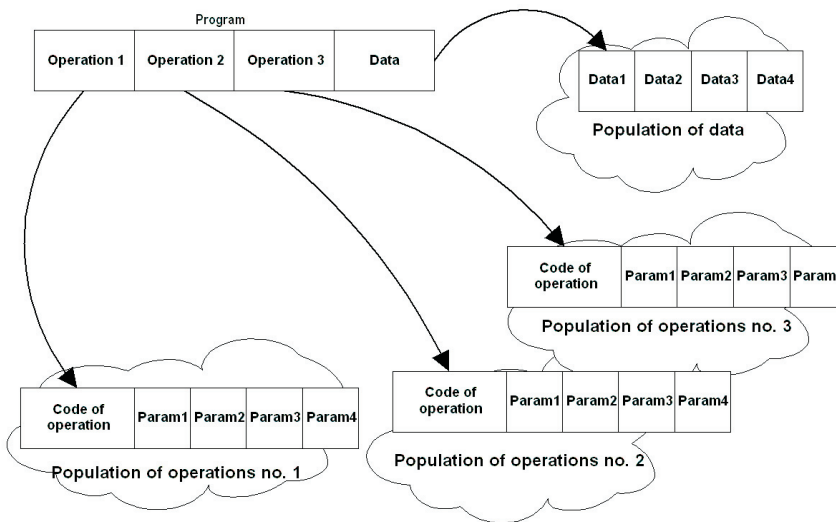 Program
Operation 1 Operation 2 Operation 3 Data
Data1 Data2 Data3 Data4
Population of data
Code of operation Param1 Param2 Param3 Param
Population of operations no. 3
Code of operation Param1 Param2 Param3 Param4
Population of operations no. 2
Code of operation Param1 Param2 Param3 Param4
Population of operations no. 1